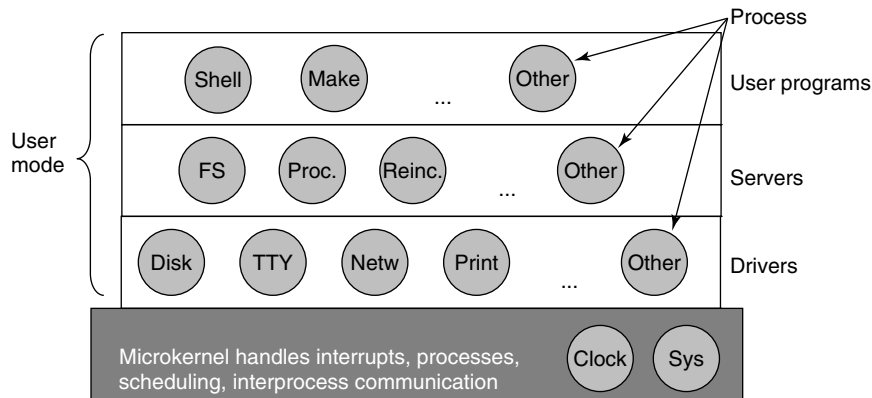 Process
Shell Make ... Other
User programs
User
mode
FS Proc. Reinc. ... Other
Servers
Disk TTY Netw Print ... Other
Drivers
Microkernel handles interrupts, processes,
scheduling, interprocess communication
Clock Sys